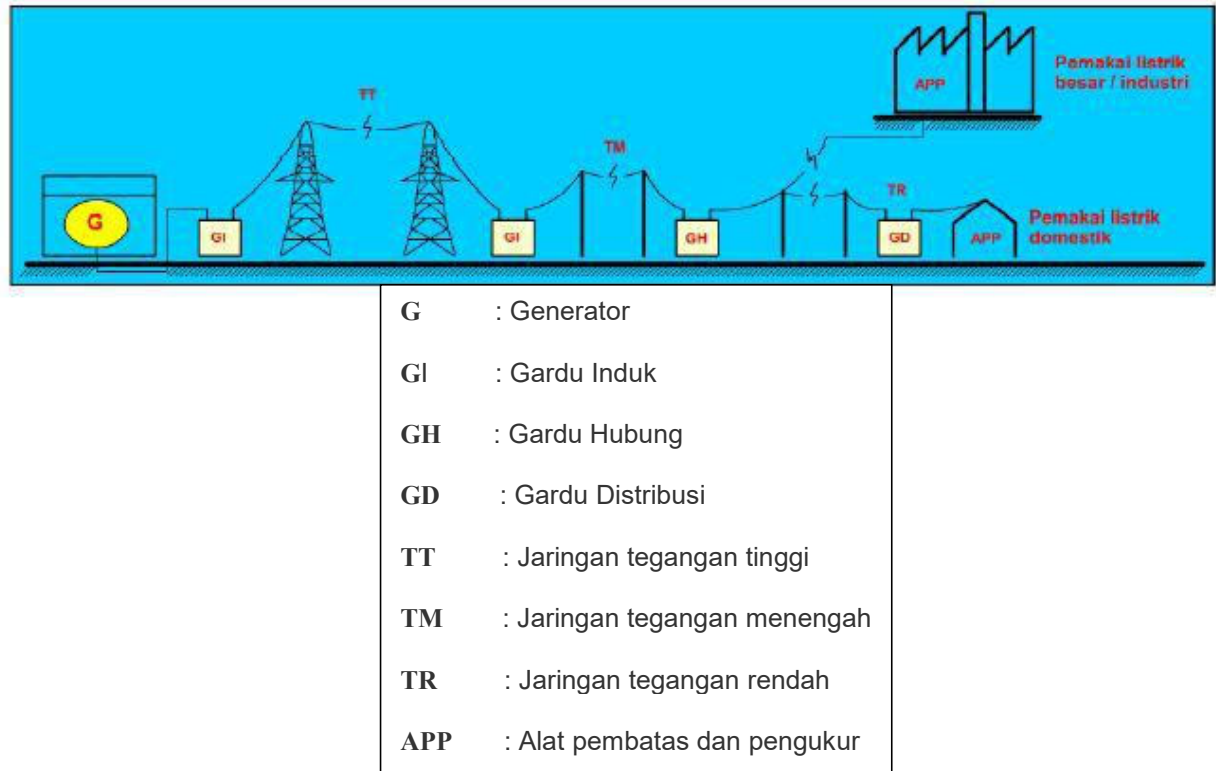 TT
Pemakai listrik
besar / industri
APP
TM
TR
G
GI
GI
GH
GD
APP
Pemakai listrik
domestik
G : Generator
GI : Gardu Induk
GH : Gardu Hubung
GD : Gardu Distribusi
TT : Jaringan tegangan tinggi
TM : Jaringan tegangan menengah
TR : Jaringan tegangan rendah
APP : Alat pembatas dan pengukur